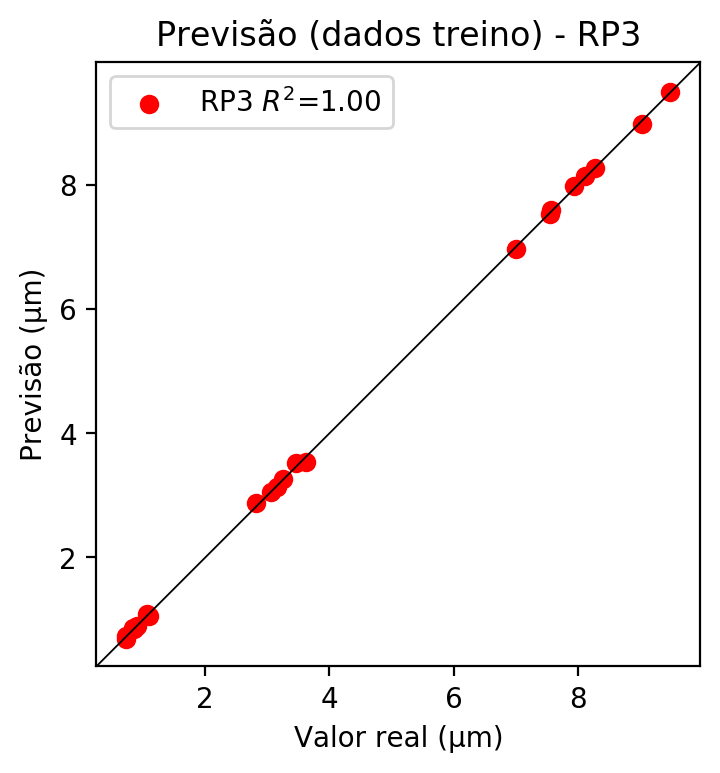 Previsão (dados treino) - RP3
RP3 R²=1.00
Previsão (μm)
8
6
4
2
2 4 6 8
Valor real (μm)